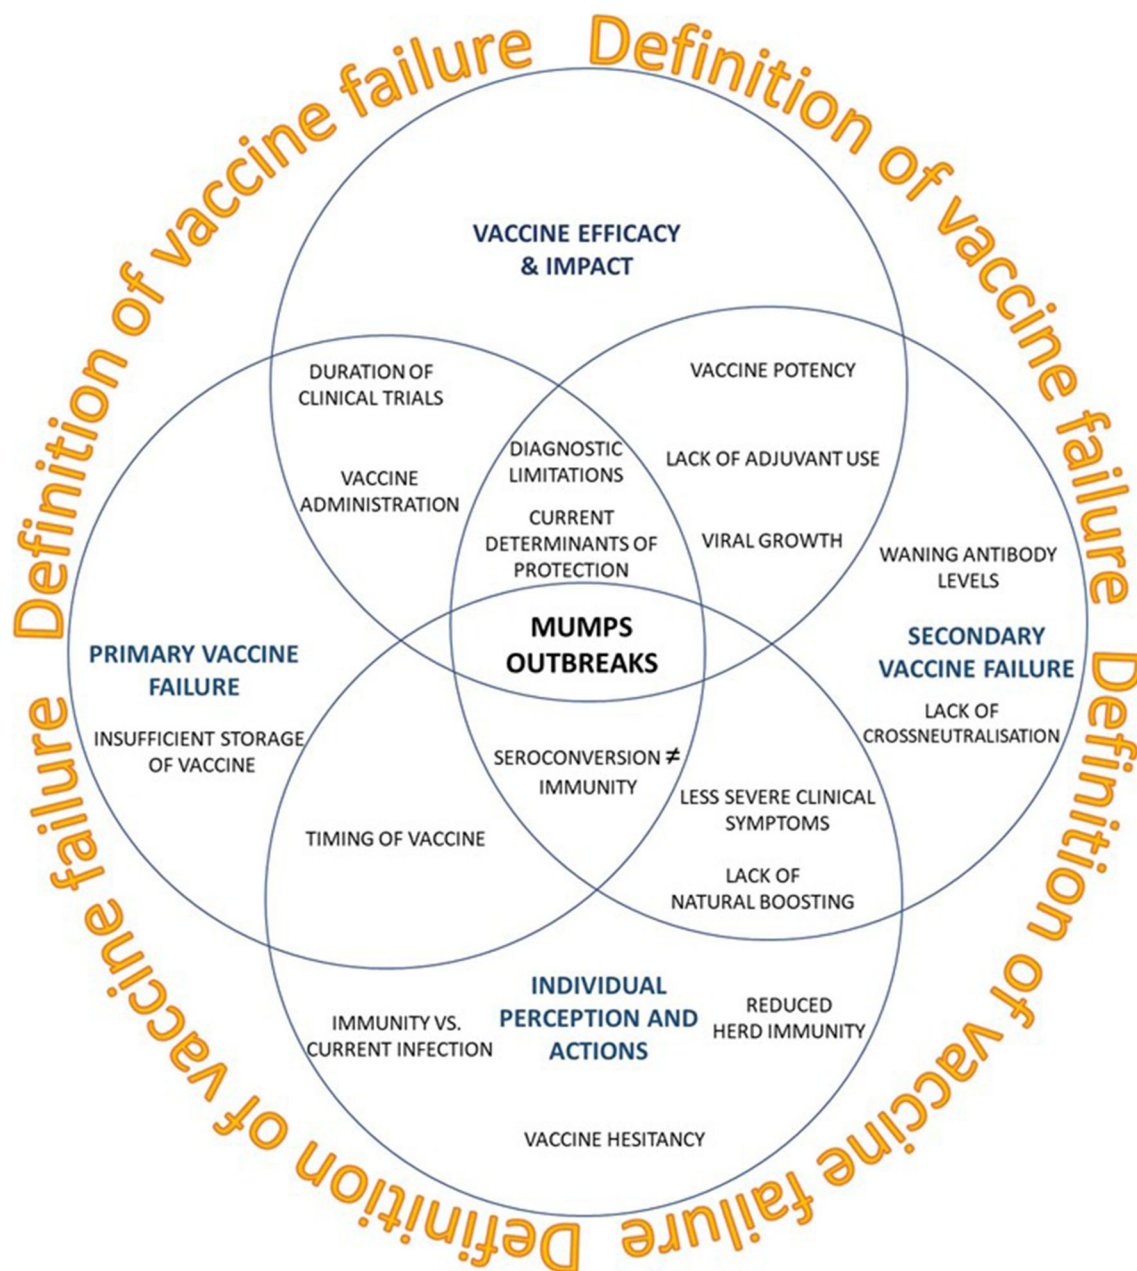 Definition of vaccine failure
Definition of vaccine failure
Definition of vaccine failure
Definition of vaccine failure
VACCINE EFFICACY
& IMPACT
DURATION OF
CLINICAL TRIALS
VACCINE
ADMINISTRATION
DIAGNOSTIC
LIMITATIONS
CURRENT
DETERMINANTS OF
PROTECTION
VACCINE POTENCY
LACK OF ADJUVANT USE
VIRAL GROWTH
WANING ANTIBODY
LEVELS
SECONDARY
VACCINE FAILURE
LACK OF
CROSSNEUTRALISATION
MUMPS
OUTBREAKS
PRIMARY VACCINE
FAILURE
INSUFFICIENT STORAGE
OF VACCINE
SEROCONVERSION ≠
IMMUNITY
TIMING OF VACCINE
LESS SEVERE CLINICAL
SYMPTOMS
LACK OF
NATURAL BOOSTING
INDIVIDUAL
PERCEPTION AND
ACTIONS
IMMUNITY VS.
CURRENT INFECTION
REDUCED
HERD IMMUNITY
VACCINE HESITANCY